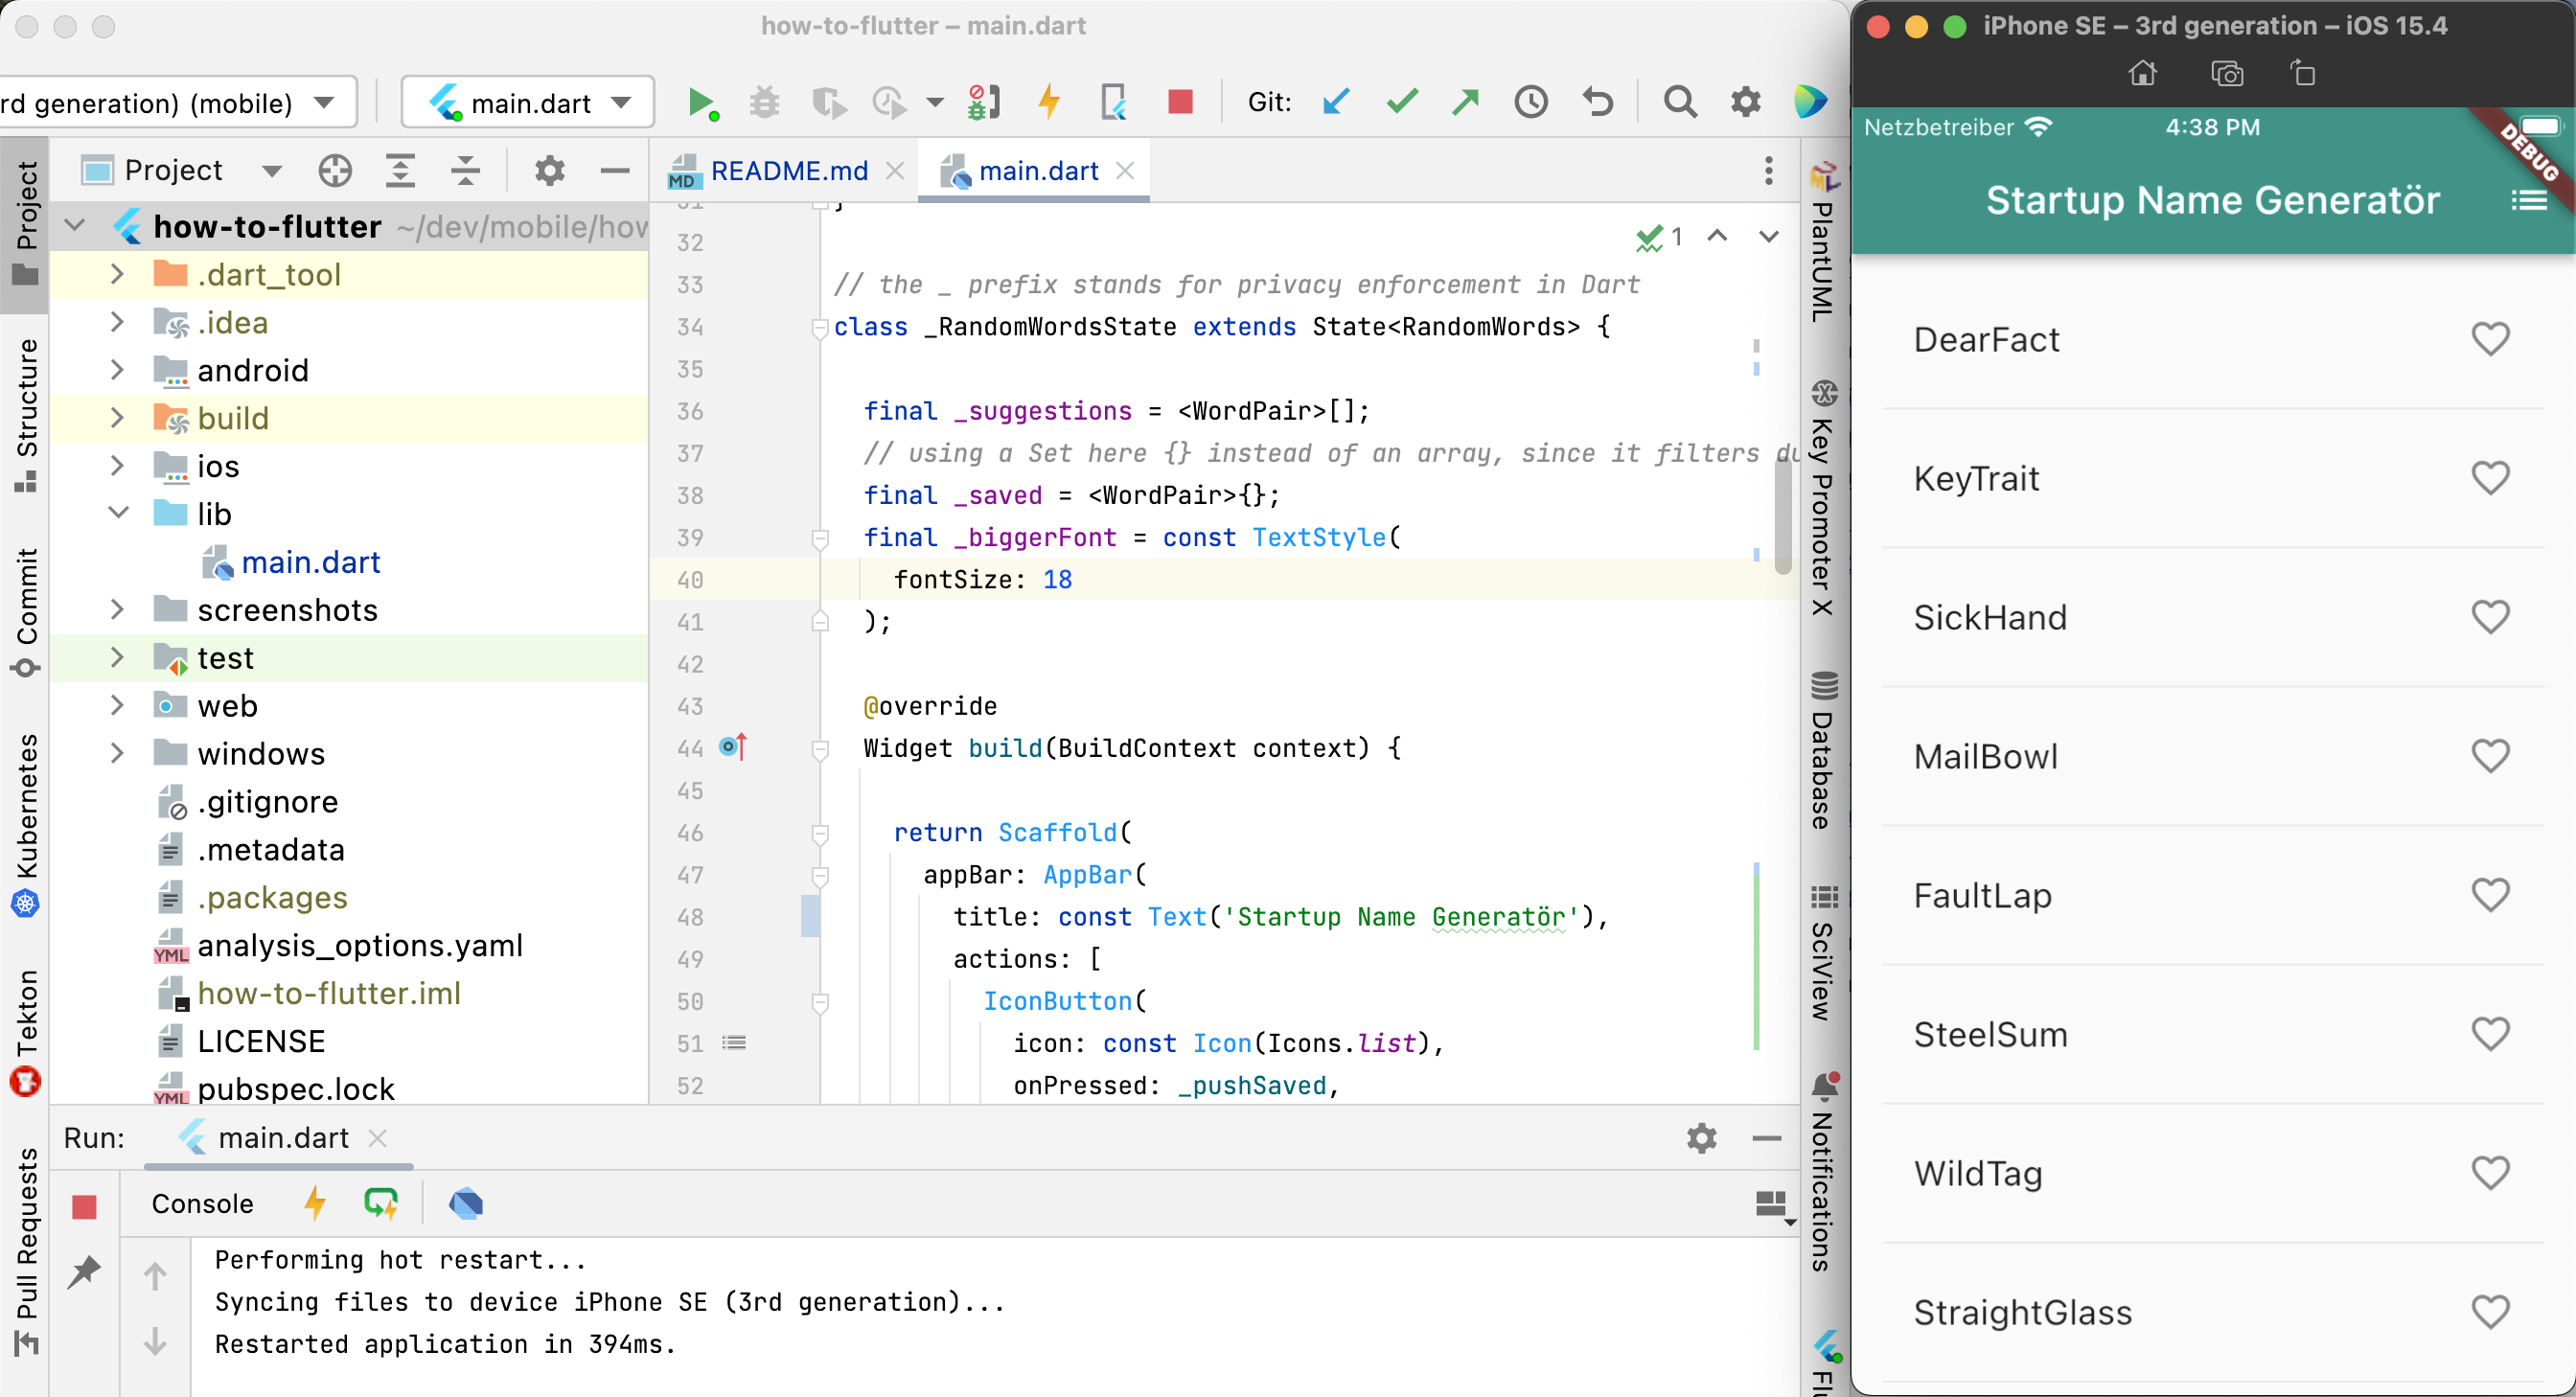 how-to-flutter – main.dart
rd generation) (mobile)
main.dart
Git:
Project
README.md
main.dart
Project
Structure
Commit
Kubernetes
Tekton
Pull Requests
how-to-flutter ~/dev/mobile/how
.dart_tool
.idea
android
build
ios
lib
main.dart
screenshots
test
web
windows
.gitignore
.metadata
.packages
analysis_options.yaml
how-to-flutter.iml
LICENSE
pubspec.lock
1
31 }
32
33 // the _ prefix stands for privacy enforcement in Dart
34 class _RandomWordsState extends State<RandomWords> {
35
36 final _suggestions = <WordPair>[];
37 // using a Set here {} instead of an array, since it filters du
38 final _saved = <WordPair>{};
39 final _biggerFont = const TextStyle(
40 fontSize: 18
41 );
42
43 @override
44 Widget build(BuildContext context) {
45
46 return Scaffold(
47 appBar: AppBar(
48 title: const Text('Startup Name Generatör'),
49 actions: [
50 IconButton(
51 icon: const Icon(Icons.list),
52 onPressed: _pushSaved,
PlantUML
Key Promoter X
Database
SciView
Notifications
Flu
Run: main.dart
Console
Performing hot restart...
Syncing files to device iPhone SE (3rd generation)...
Restarted application in 394ms.
iPhone SE – 3rd generation – iOS 15.4
Netzbetreiber 4:38 PM
DEBUG
Startup Name Generatör
DearFact
KeyTrait
SickHand
MailBowl
FaultLap
SteelSum
WildTag
StraightGlass